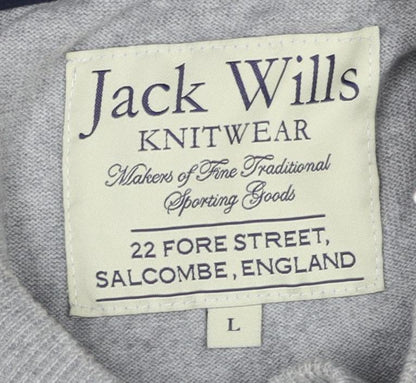 Jack Wills
KNITWEAR
Makers of Fine Traditional
Sporting Goods
22 FORE STREET,
SALCOMBE, ENGLAND
L